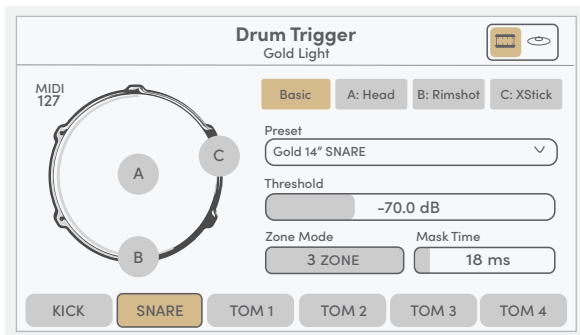 Drum Trigger
Gold Light
MIDI
127
Basic A: Head B: Rimshot C: XStick
Preset
Gold 14″ SNARE
A
C
B
Threshold
-70.0 dB
Zone Mode Mask Time
3 ZONE 18 ms
KICK SNARE TOM 1 TOM 2 TOM 3 TOM 4